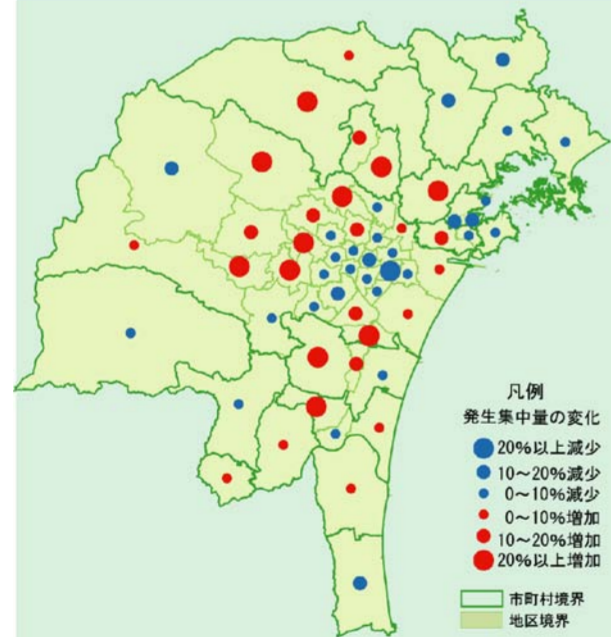 凡例
発生集中量の変化
20%以上減少
10～20%減少
0～10%減少
0～10%増加
10～20%増加
20%以上増加
市町村境界
地区境界